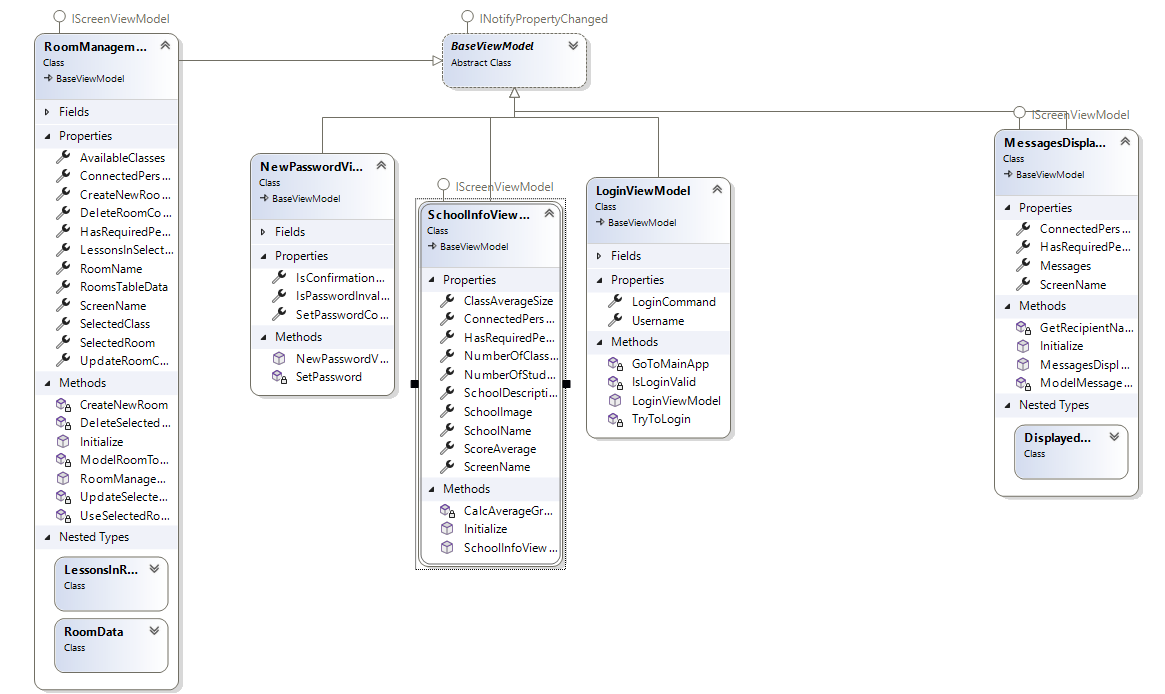 IScreenViewModel
RoomManagem...
Class
BaseViewModel
Fields
Properties
AvailableClasses
ConnectedPers...
CreateNewRoo...
DeleteRoomCo...
HasRequiredPe...
LessonsInSelect...
RoomName
RoomsTableData
ScreenName
SelectedClass
SelectedRoom
UpdateRoomC...
Methods
CreateNewRoom
DeleteSelected...
Initialize
ModelRoomTo...
RoomManage...
UpdateSelecte...
UseSelectedRo...
Nested Types
LessonsInR...
Class
RoomData
Class
INotifyPropertyChanged
BaseViewModel
Abstract Class
NewPasswordVi...
Class
BaseViewModel
Fields
Properties
IsConfirmation...
IsPasswordInval...
SetPasswordCo...
Methods
NewPasswordV...
SetPassword
IScreenViewModel
SchoolInfoView...
Class
BaseViewModel
Properties
ClassAverageSize
ConnectedPers...
HasRequiredPe...
NumberOfClass...
NumberOfStud...
SchoolDescripti...
SchoolImage
SchoolName
ScoreAverage
ScreenName
Methods
CalcAverageGr...
Initialize
SchoolInfoView...
LoginViewModel
Class
BaseViewModel
Fields
Properties
LoginCommand
Username
Methods
GoToMainApp
IsLoginValid
LoginViewModel
TryToLogin
IScreenViewModel
MessagesDispla...
Class
BaseViewModel
Properties
ConnectedPers...
HasRequiredPe...
Messages
ScreenName
Methods
GetRecipientNa...
Initialize
MessagesDispl...
ModelMessage...
Nested Types
Displayed...
Class